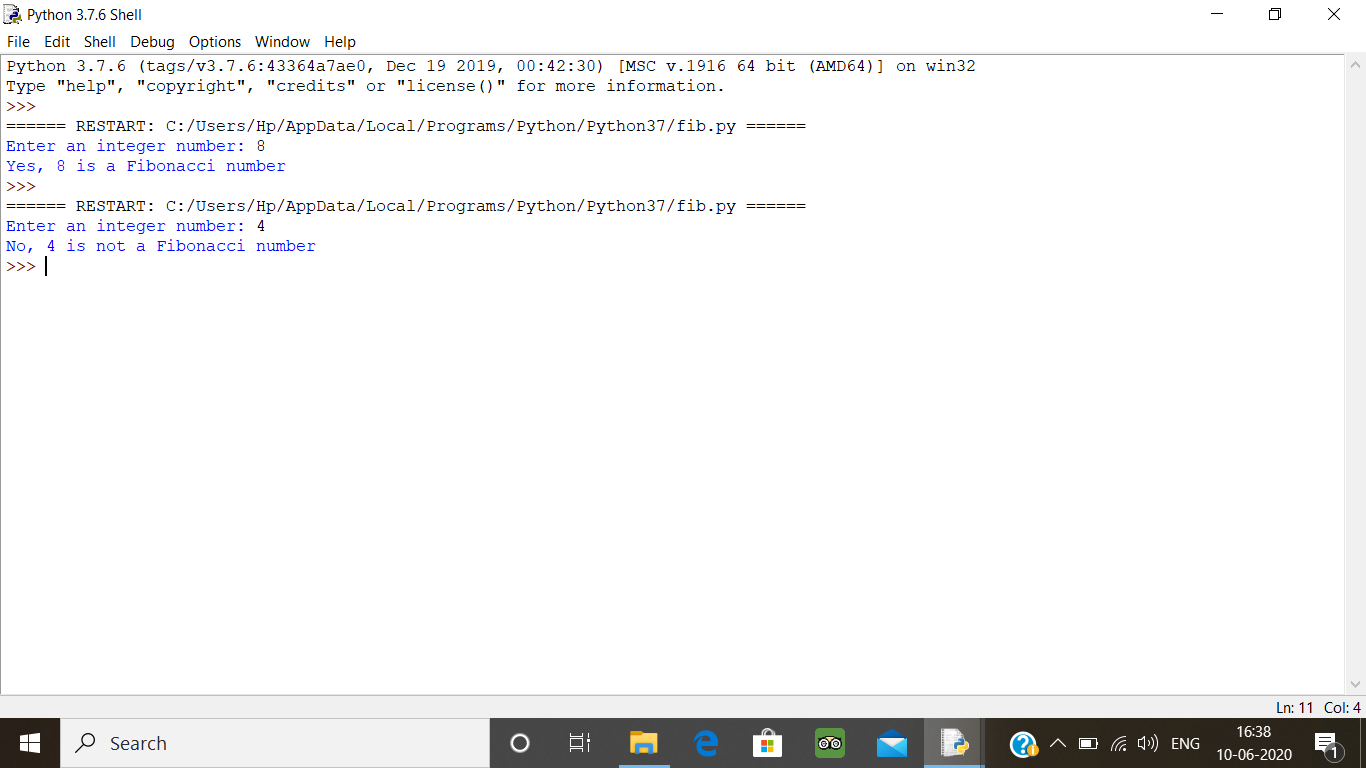 Python 3.7.6 Shell
File Edit Shell Debug Options Window Help
Python 3.7.6 (tags/v3.7.6:43364a7ae0, Dec 19 2019, 00:42:30) [MSC v.1916 64 bit (AMD64)] on win32
Type "help", "copyright", "credits" or "license()" for more information.
>>>
====== RESTART: C:/Users/Hp/AppData/Local/Programs/Python/Python37/fib.py ======
Enter an integer number: 8
Yes, 8 is a Fibonacci number
>>>
====== RESTART: C:/Users/Hp/AppData/Local/Programs/Python/Python37/fib.py ======
Enter an integer number: 4
No, 4 is not a Fibonacci number
>>>
Ln: 11 Col: 4
Search
ENG
16:38
10-06-2020
1